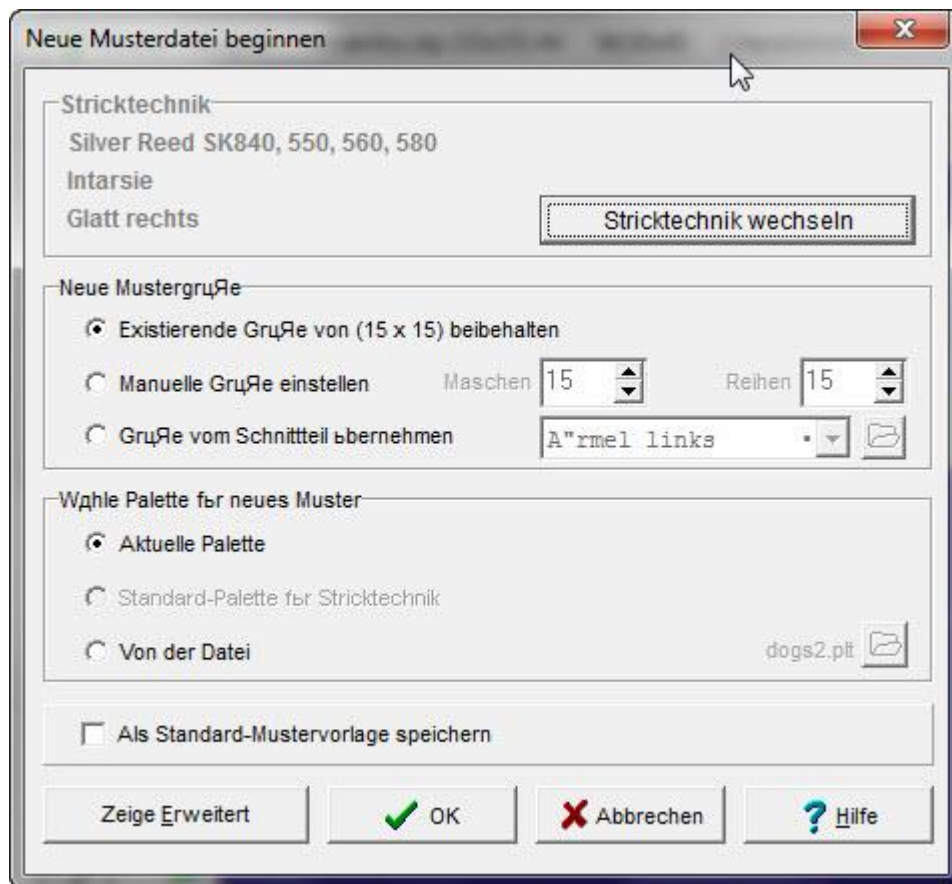 Neue Musterdatei beginnen
Stricktechnik
Silver Reed SK840, 550, 560, 580
Intarsie
Glatt rechts
Stricktechnik wechseln
Neue MustergrцЯe
Existierende GrцЯe von (15 x 15) beibehalten
Manuelle GrцЯe einstellen Maschen 15 Reihen 15
GrцЯe vom Schnittteil ьbernehmen A"rmel links
Wдhle Palette fьr neues Muster
Aktuelle Palette
Standard-Palette fьr Stricktechnik
Von der Datei dogs2.plt
Als Standard-Mustervorlage speichern
Zeige Erweitert OK Abbrechen Hilfe